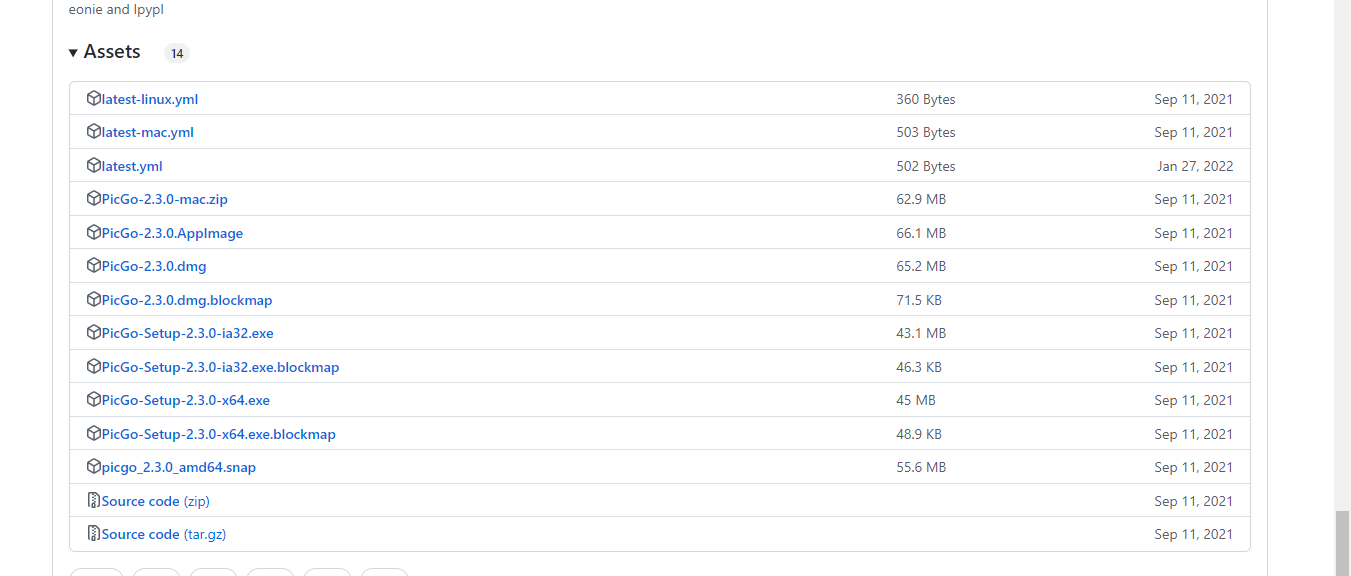 eonie and lpypl
Assets 14
latest-linux.yml 360 Bytes Sep 11, 2021
latest-mac.yml 503 Bytes Sep 11, 2021
latest.yml 502 Bytes Jan 27, 2022
PicGo-2.3.0-mac.zip 62.9 MB Sep 11, 2021
PicGo-2.3.0.AppImage 66.1 MB Sep 11, 2021
PicGo-2.3.0.dmg 65.2 MB Sep 11, 2021
PicGo-2.3.0.dmg.blockmap 71.5 KB Sep 11, 2021
PicGo-Setup-2.3.0-ia32.exe 43.1 MB Sep 11, 2021
PicGo-Setup-2.3.0-ia32.exe.blockmap 46.3 KB Sep 11, 2021
PicGo-Setup-2.3.0-x64.exe 45 MB Sep 11, 2021
PicGo-Setup-2.3.0-x64.exe.blockmap 48.9 KB Sep 11, 2021
picgo_2.3.0_amd64.snap 55.6 MB Sep 11, 2021
Source code (zip) Sep 11, 2021
Source code (tar.gz) Sep 11, 2021